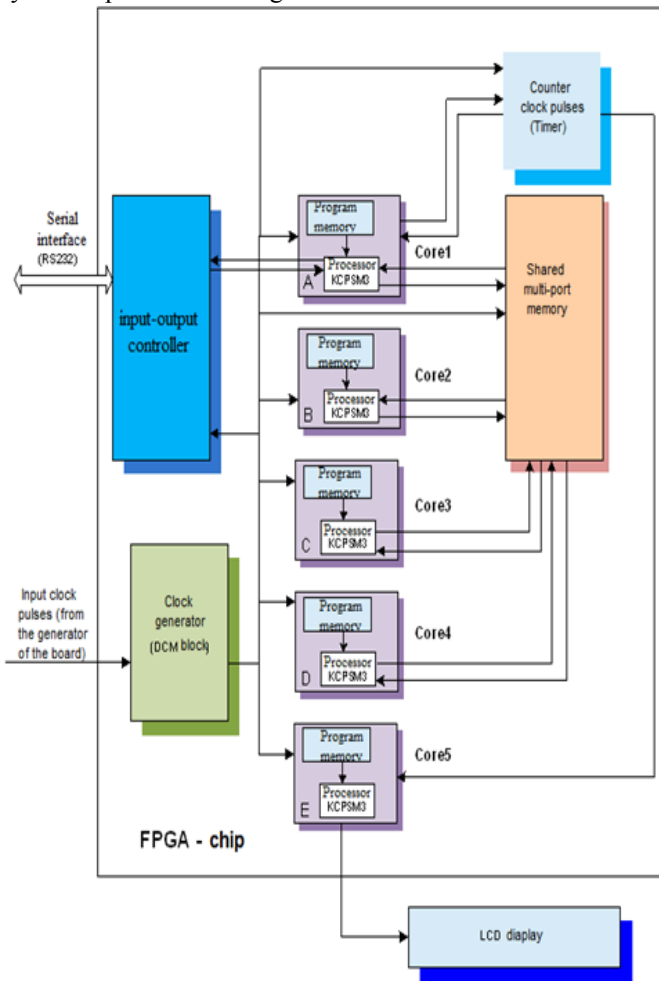 Counter
clock pulses
(Timer)
Serial
interface
(RS232)
input-output
controller
Program
memory
Processor
KCPSM3
A
Core1
Shared
multi-port
memory
Program
memory
Processor
KCPSM3
B
Core2
Program
memory
Processor
KCPSM3
C
Core3
Input clock
pulses (from
the generator
of the board)
Clock
generator
(DCM block)
Program
memory
Processor
KCPSM3
D
Core4
Program
memory
Processor
KCPSM3
E
Core5
FPGA - chip
LCD display